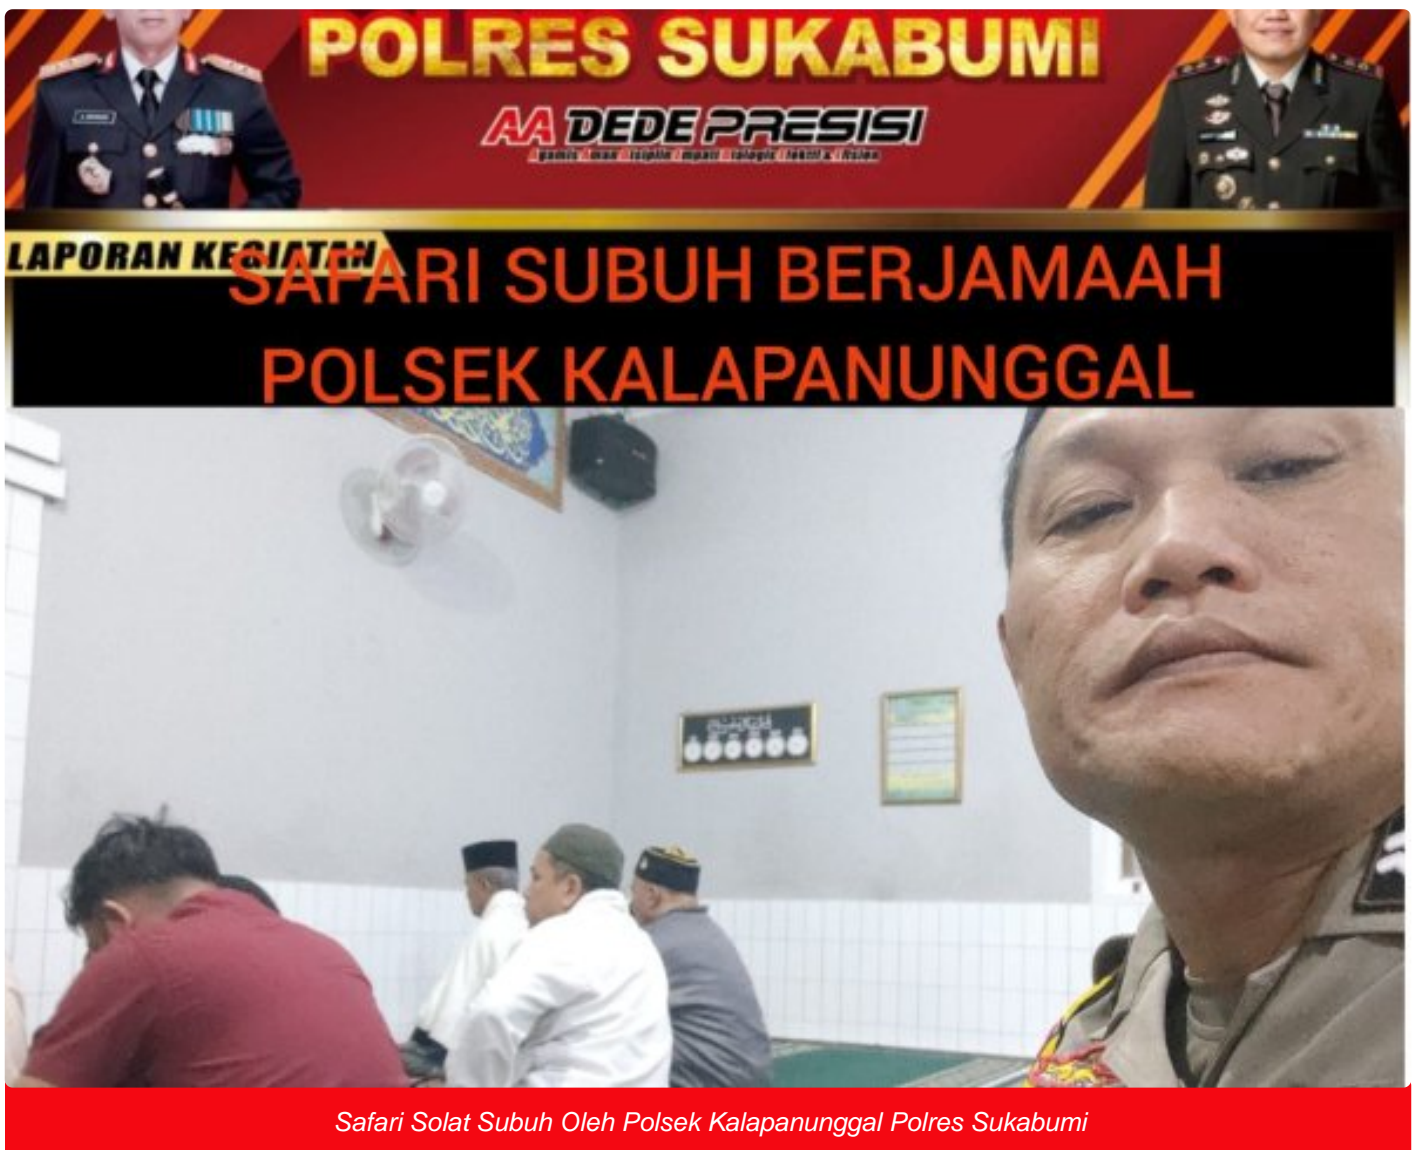 POLRES SUKABUMI
AA DEDE PRESISI
LAPORAN KEGIATAN
SAFARI SUBUH BERJAMAAH
POLSEK KALAPANUNGGAL
Safari Solat Subuh Oleh Polsek Kalapanunggal Polres Sukabumi